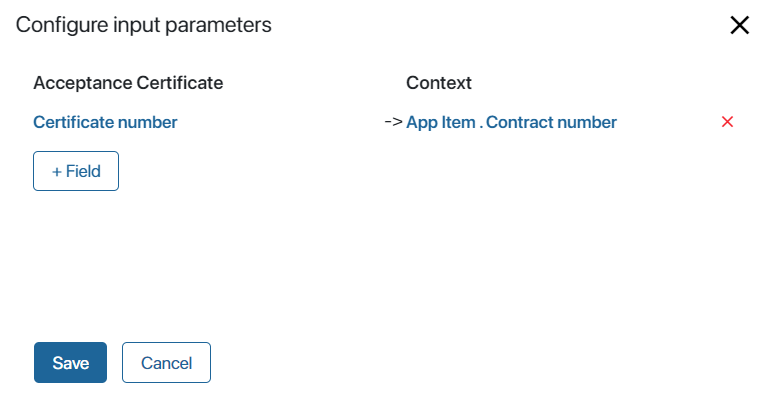 Configure input parameters
Acceptance Certificate Context
Certificate number -> App Item . Contract number
+ Field
Save Cancel